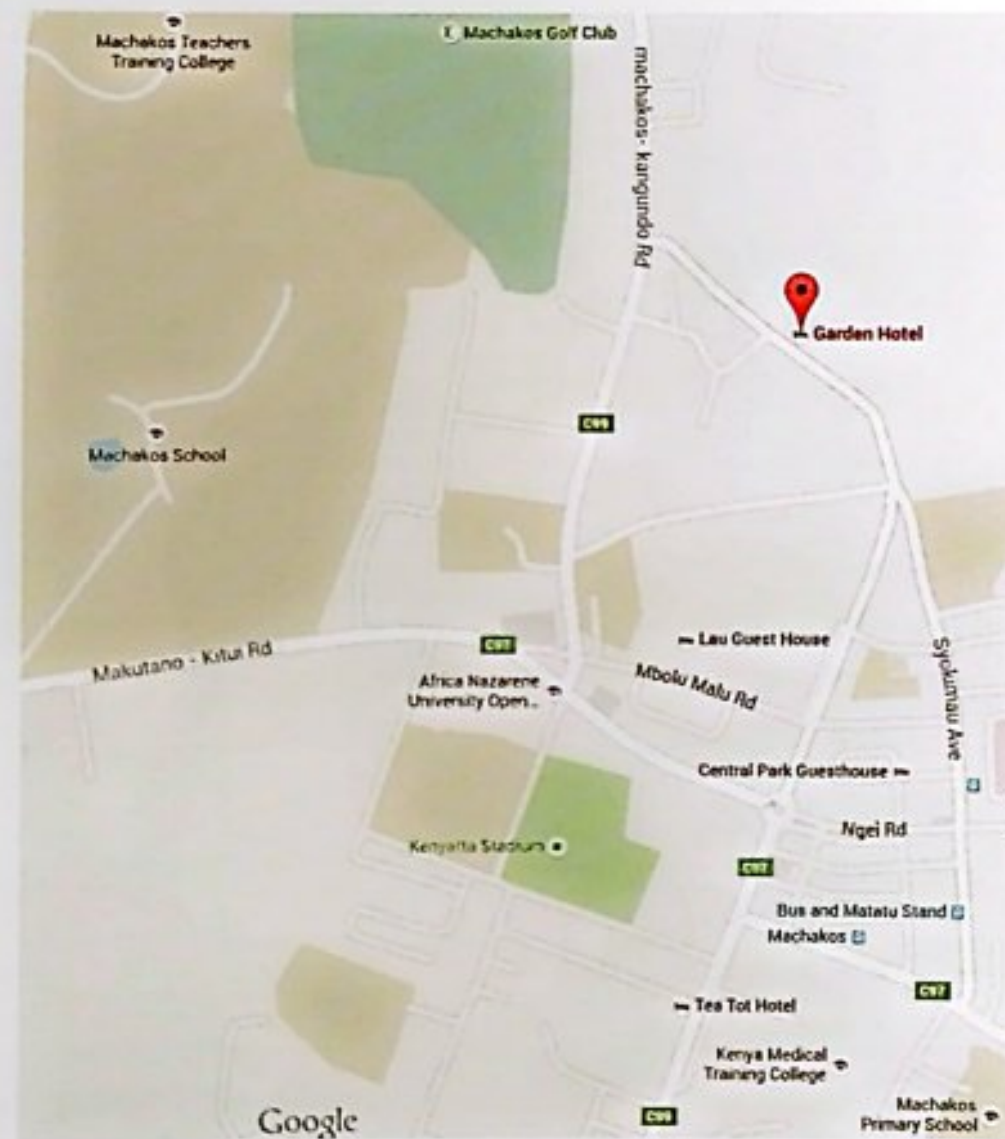 Machakos Teachers
Training College
Machakos Golf Club
machakos- kangundo Rd
Garden Hotel
C99
Machakos School
Makutano - Kitui Rd
C97
Lau Guest House
Africa Nazarene
University Open...
Mbolu Malu Rd
Syokimau Ave
Central Park Guesthouse
Ngei Rd
Kenyatta Stadium
C97
Bus and Matatu Stand
Machakos
C97
Tea Tot Hotel
Kenya Medical
Training College
Machakos
Primary School
C99
Google